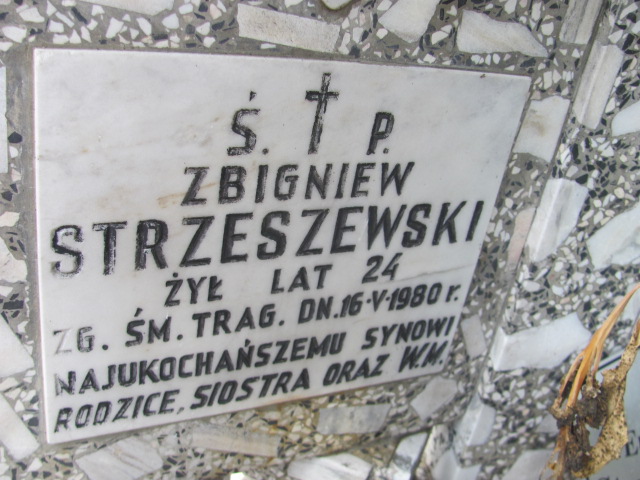 Ś. P.
ZBIGNIEW
STRZESZEWSKI
ŻYŁ LAT 24
ZG. ŚM. TRAG. DN. 16·V·1980 r.
NAJUKOCHAŃSZEMU SYNOWI
RODZICE, SIOSTRA ORAZ W.M.